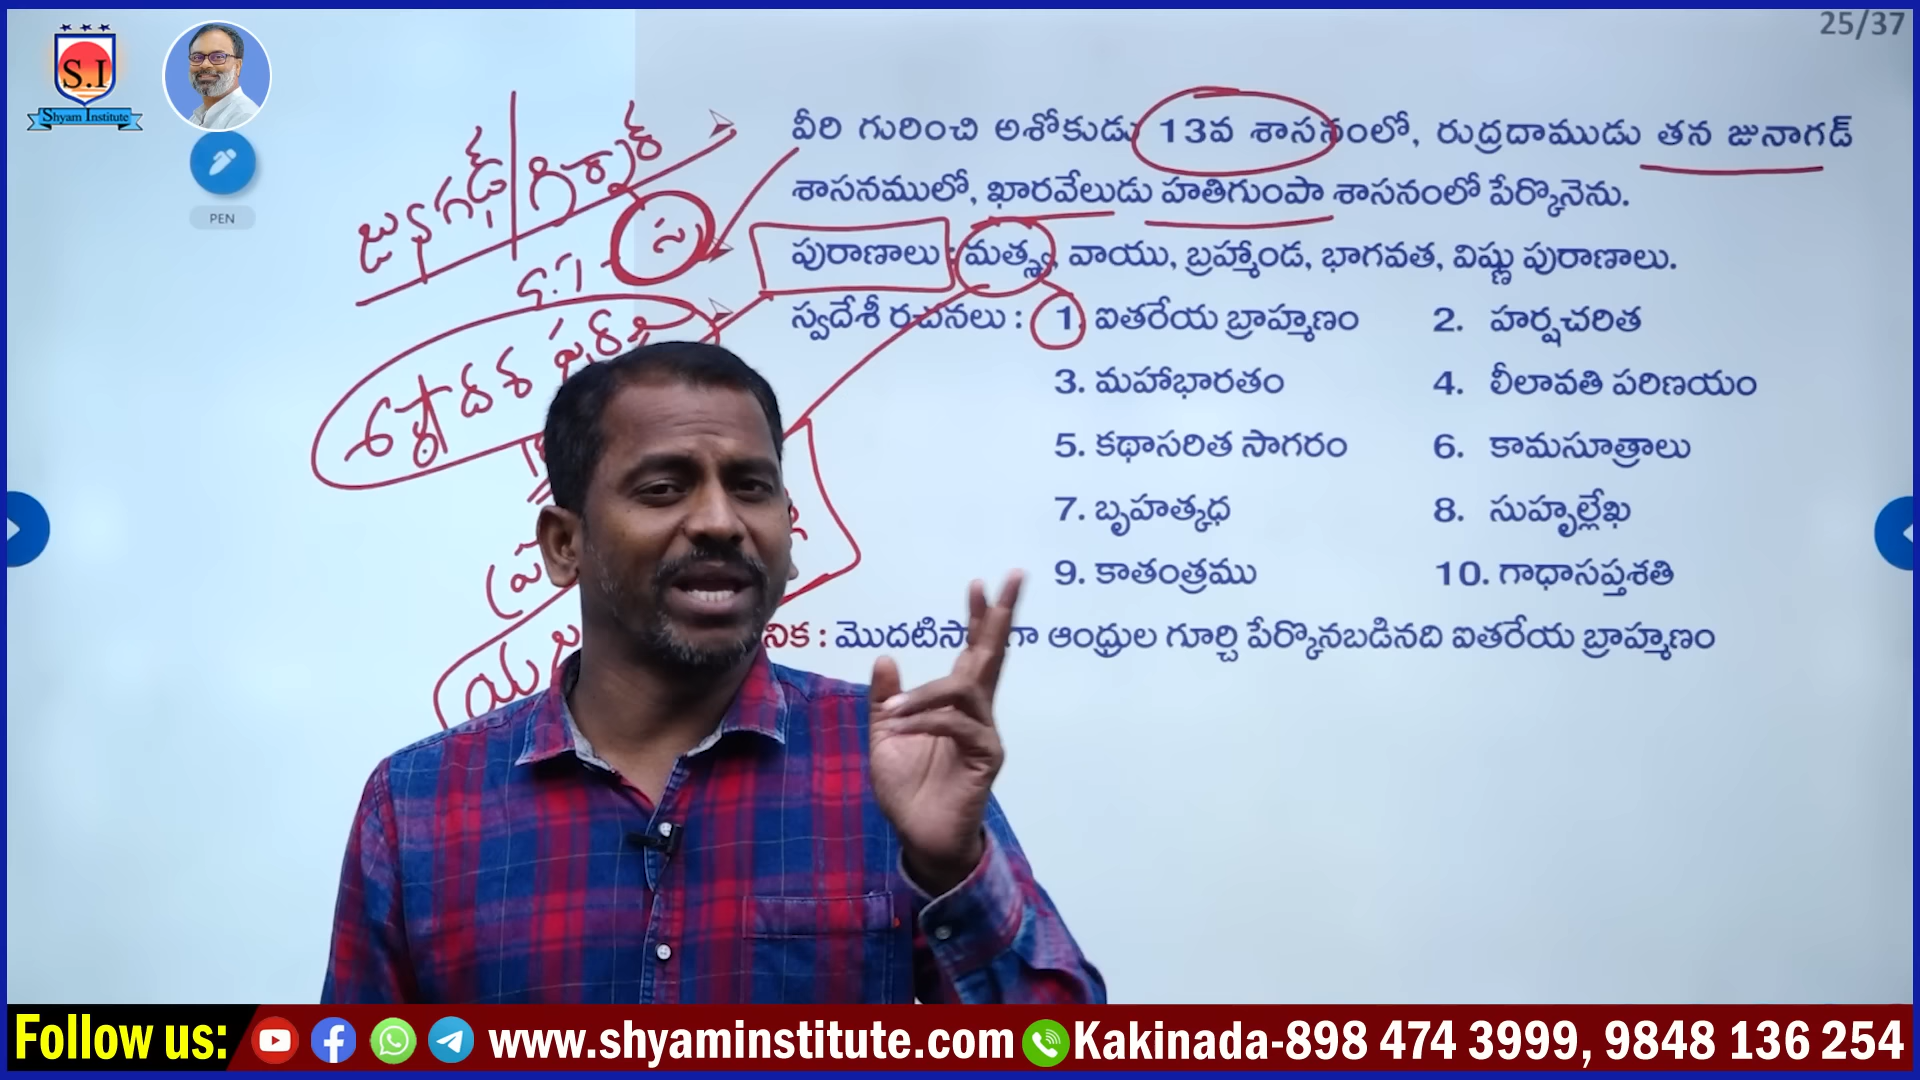 25/37
S.I
Shyam Institute
PEN
వీరి గురించి అశోకుడు 13వ శాసనంలో, రుద్రదాముడు తన జునాగడ్
శాసనములో, ఖారవేలుడు హతిగుంపా శాసనంలో పేర్కొనెను.
పురాణాలు : మత్స్య, వాయు, బ్రహ్మాండ, భాగవత, విష్ణు పురాణాలు.
స్వదేశీ రచనలు : 1. ఐతరేయ బ్రాహ్మణం 2. హర్షచరిత
3. మహాభారతం 4. లీలావతి పరిణయం
5. కథాసరిత సాగరం 6. కామసూత్రాలు
7. బృహత్కధ 8. సుహృల్లేఖ
9. కాతంత్రము 10. గాధాసప్తశతి
నిక : ఆంధ్రుల గూర్చి పేర్కొనబడినది ఐతరేయ బ్రాహ్మణం
జునగఢ్
Follow us: www.shyaminstitute.com Kakinada-898 474 3999, 9848 136 254